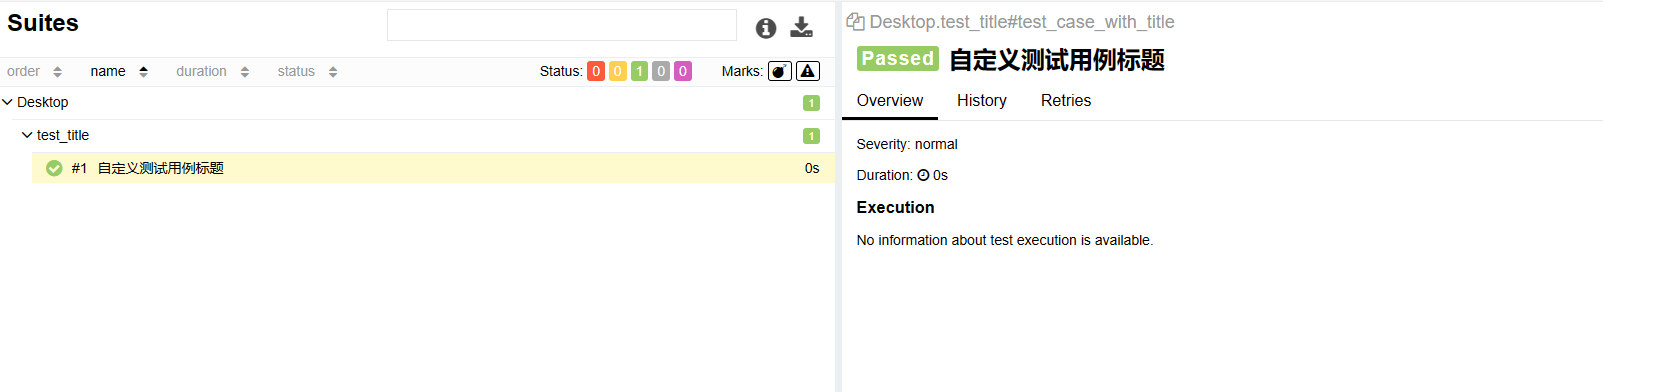 Suites
order name duration status Status: 0 0 1 0 0 Marks:
Desktop 1
test_title 1
#1 自定义测试用例标题 0s
Desktop.test_title#test_case_with_title
Passed 自定义测试用例标题
Overview History Retries
Severity: normal
Duration: 0s
Execution
No information about test execution is available.